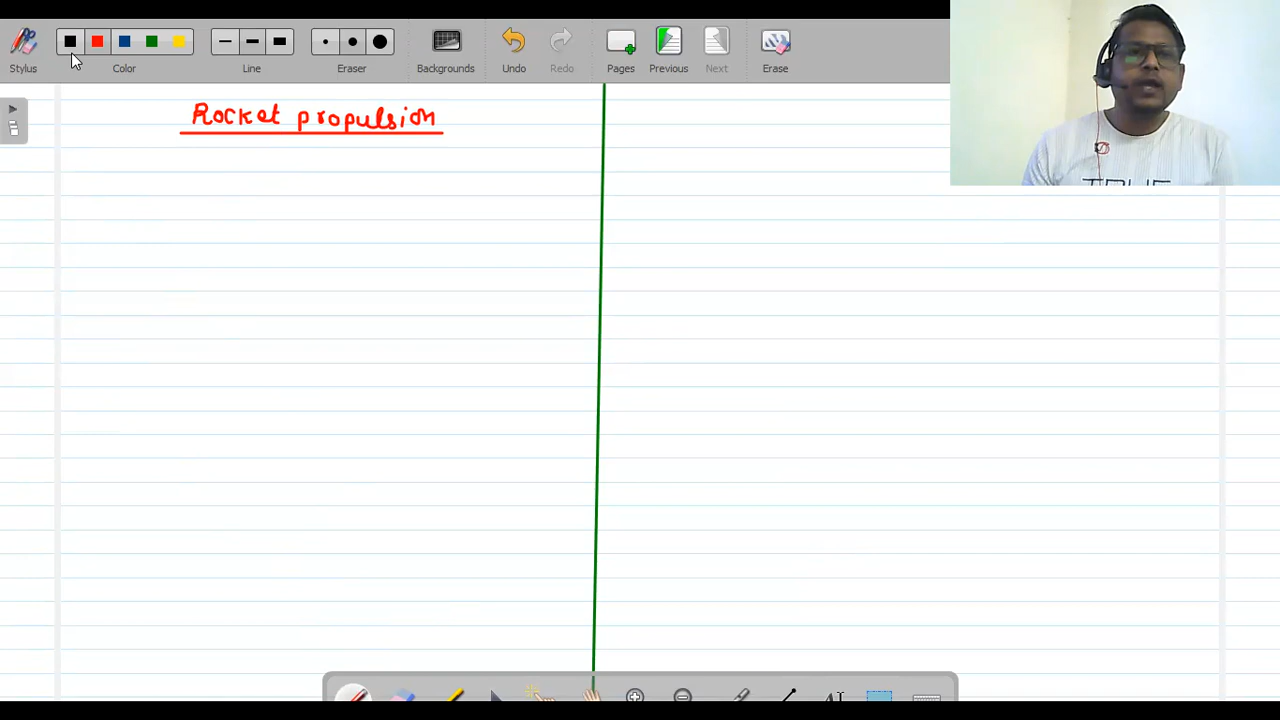 Stylus
Color
Line
Eraser
Backgrounds
Undo
Redo
Pages
Previous
Next
Erase
Rocket propulsion